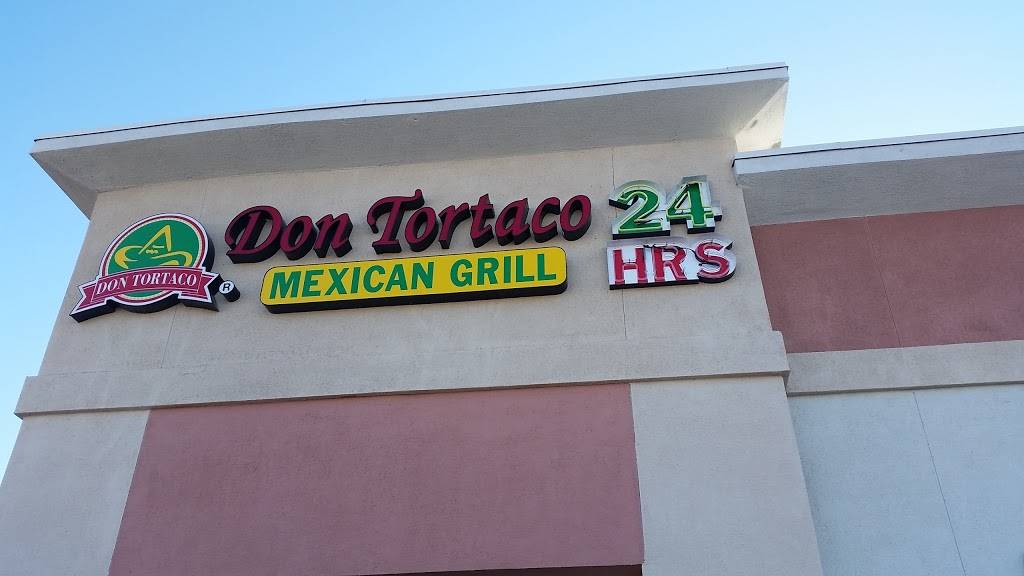 DON TORTACO
®
Don Tortaco
MEXICAN GRILL
24
HRS